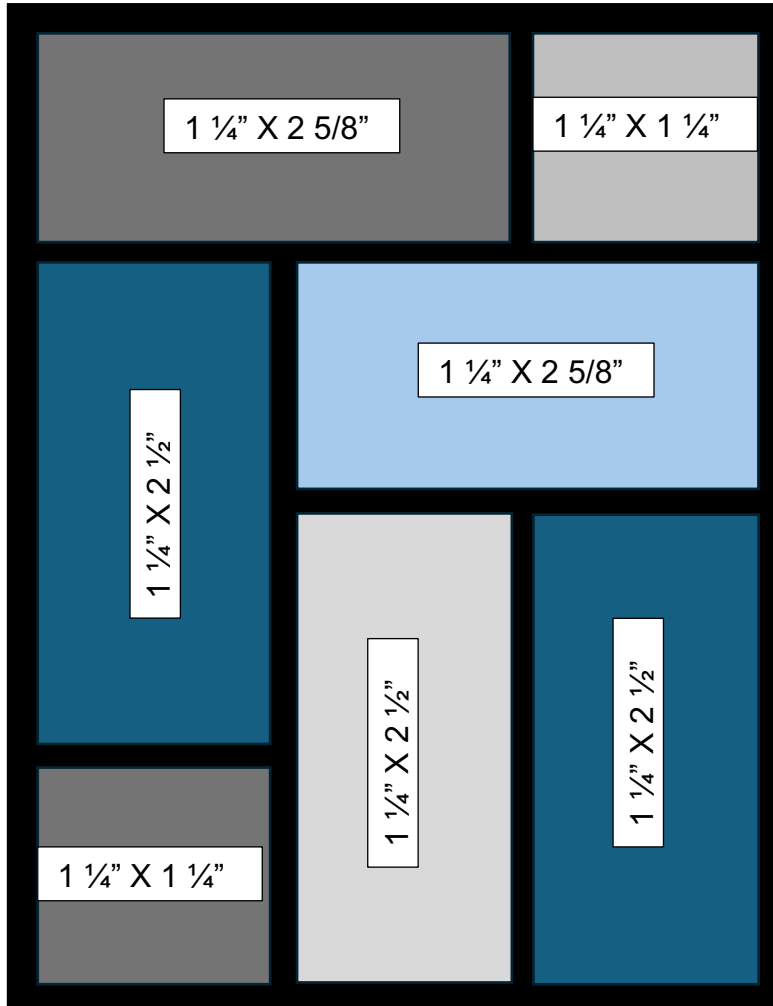 1 ¼” X 2 5/8”
1 ¼” X 1 ¼”
1 ¼” X 2 ½”
1 ¼” X 2 5/8”
1 ¼” X 2 ½”
1 ¼” X 2 ½”
1 ¼” X 1 ¼”